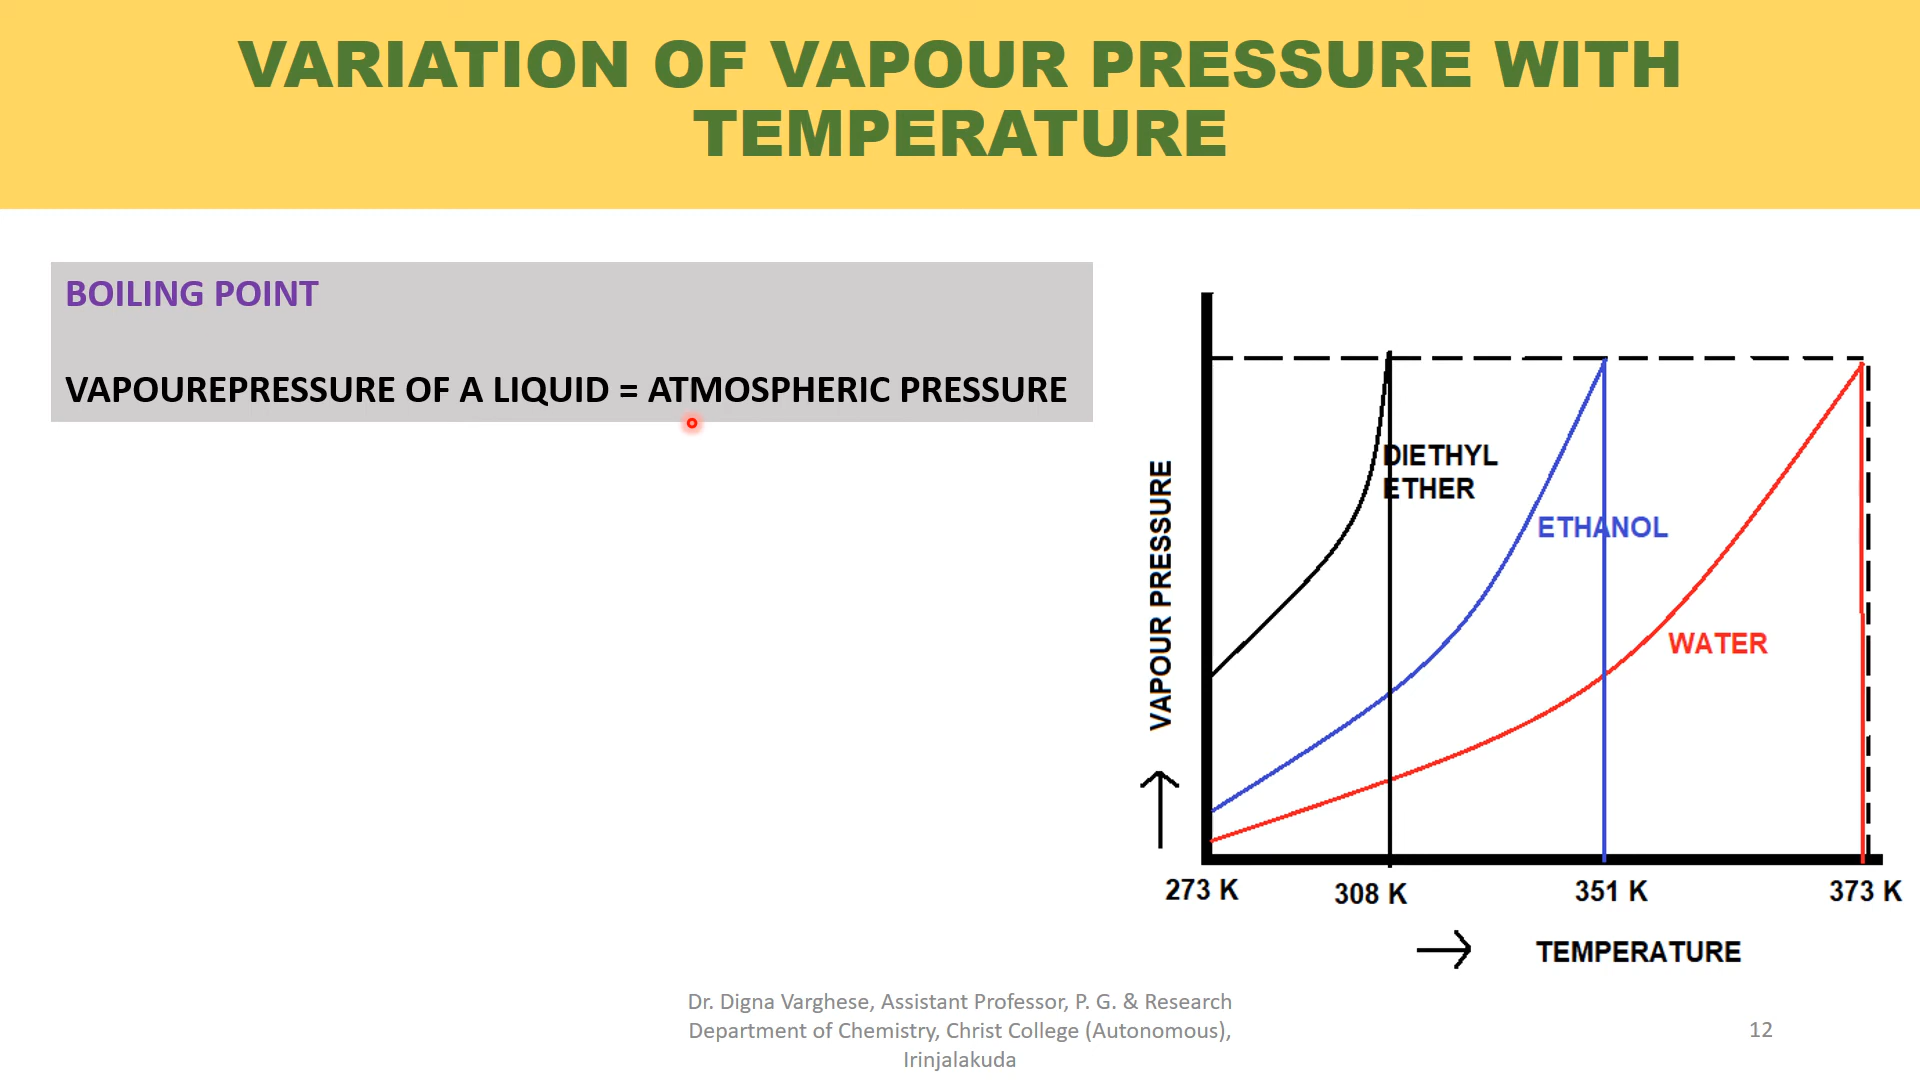 VARIATION OF VAPOUR PRESSURE WITH
TEMPERATURE
BOILING POINT
VAPOUREPRESSURE OF A LIQUID = ATMOSPHERIC PRESSURE
VAPOUR PRESSURE
DIETHYL
ETHER
ETHANOL
WATER
273 K
308 K
351 K
373 K
TEMPERATURE
Dr. Digna Varghese, Assistant Professor, P. G. & Research
Department of Chemistry, Christ College (Autonomous),
Irinjalakuda
12